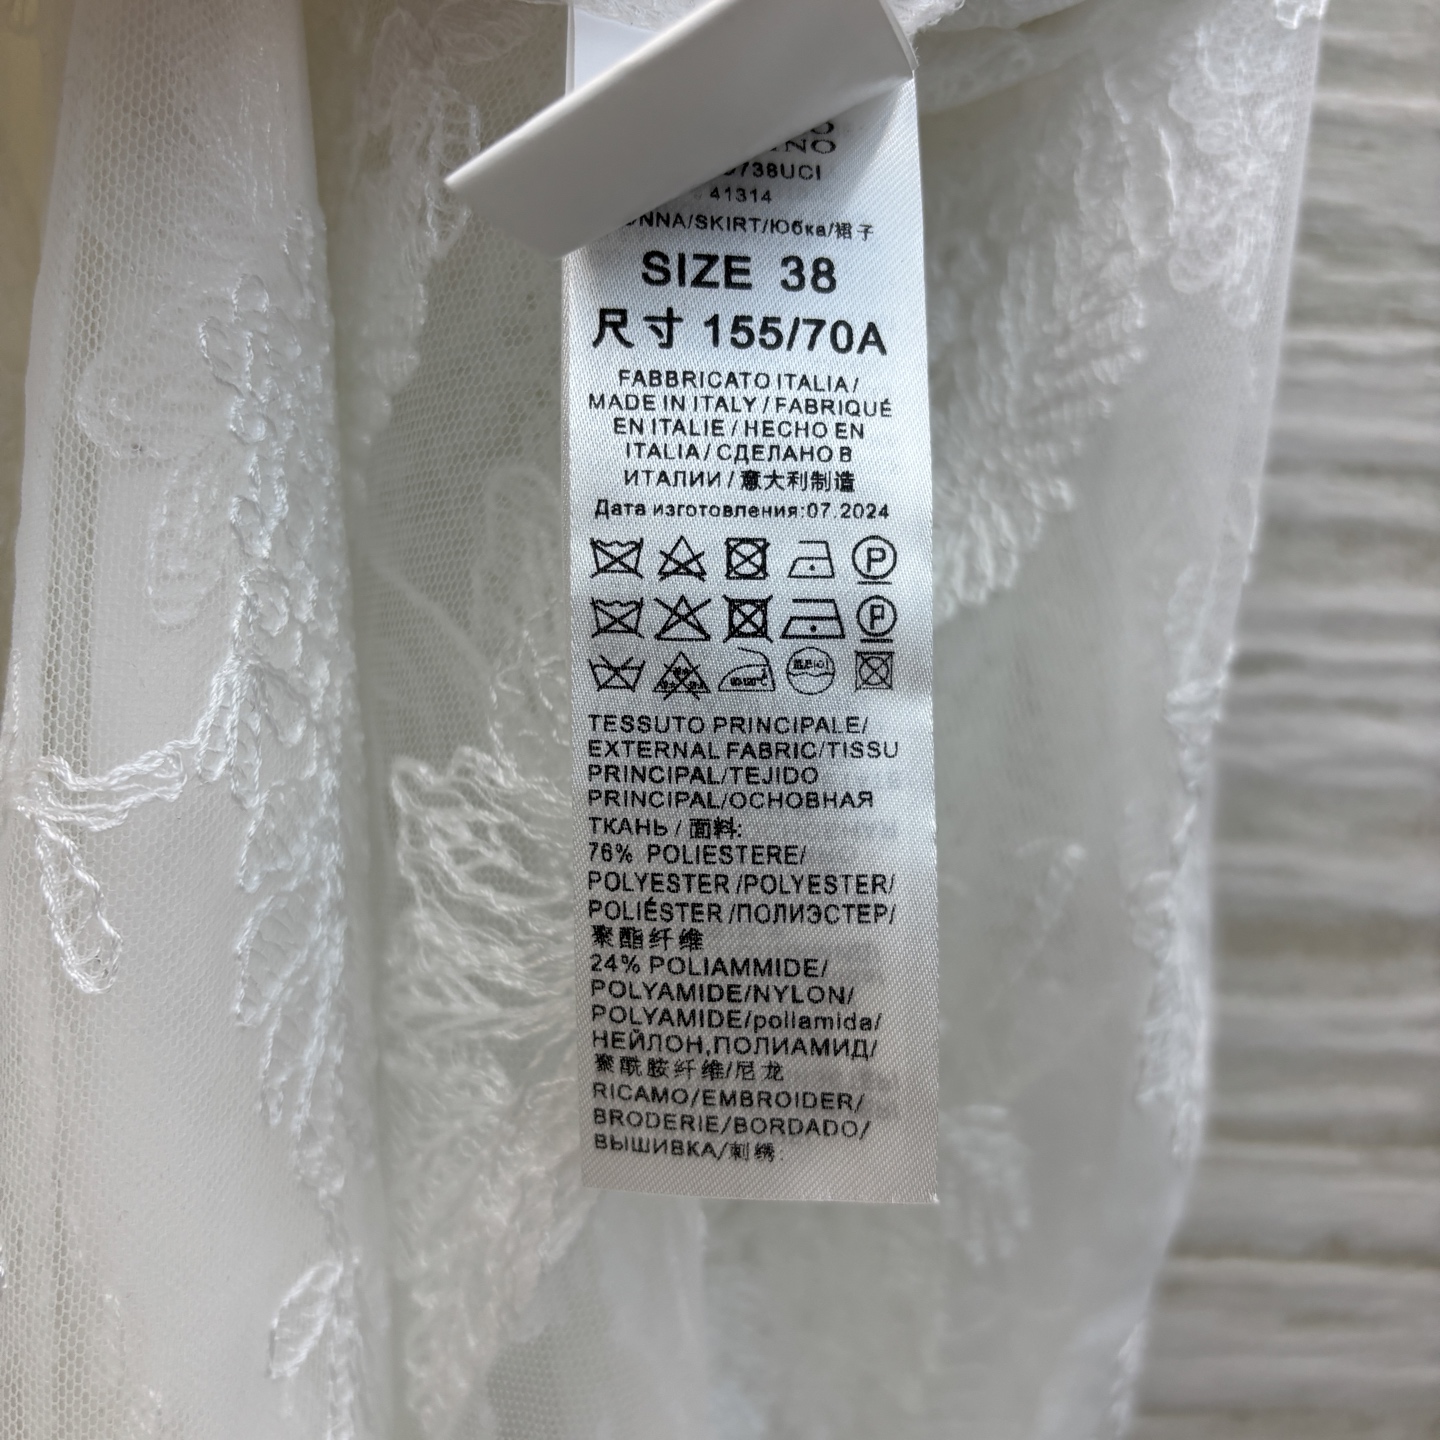 NO
738UCI
41314
NNA/SKIRT/Юбка/裙子
SIZE 38
尺寸 155/70A
FABBRICATO ITALIA/
MADE IN ITALY / FABRIQUÉ
EN ITALIE / HECHO EN
ITALIA / СДЕЛАНО В
ИТАЛИИ / 意大利制造
Дата изготовления:07.2024
P
P
TESSUTO PRINCIPALE/
EXTERNAL FABRIC/TISSU
PRINCIPAL/TEJIDO
PRINCIPAL/ОСНОВНАЯ
ТКАНЬ / 面料:
76% POLIESTERE/
POLYESTER /POLYESTER/
POLIÉSTER /ПОЛИЭСТЕР/
聚酯纤维
24% POLIAMMIDE/
POLYAMIDE/NYLON/
POLYAMIDE/poliamida/
НЕЙЛОН,ПОЛИАМИД/
聚酰胺纤维/尼龙
RICAMO/EMBROIDER/
BRODERIE/BORDADO/
ВЫШИВКА/刺绣: